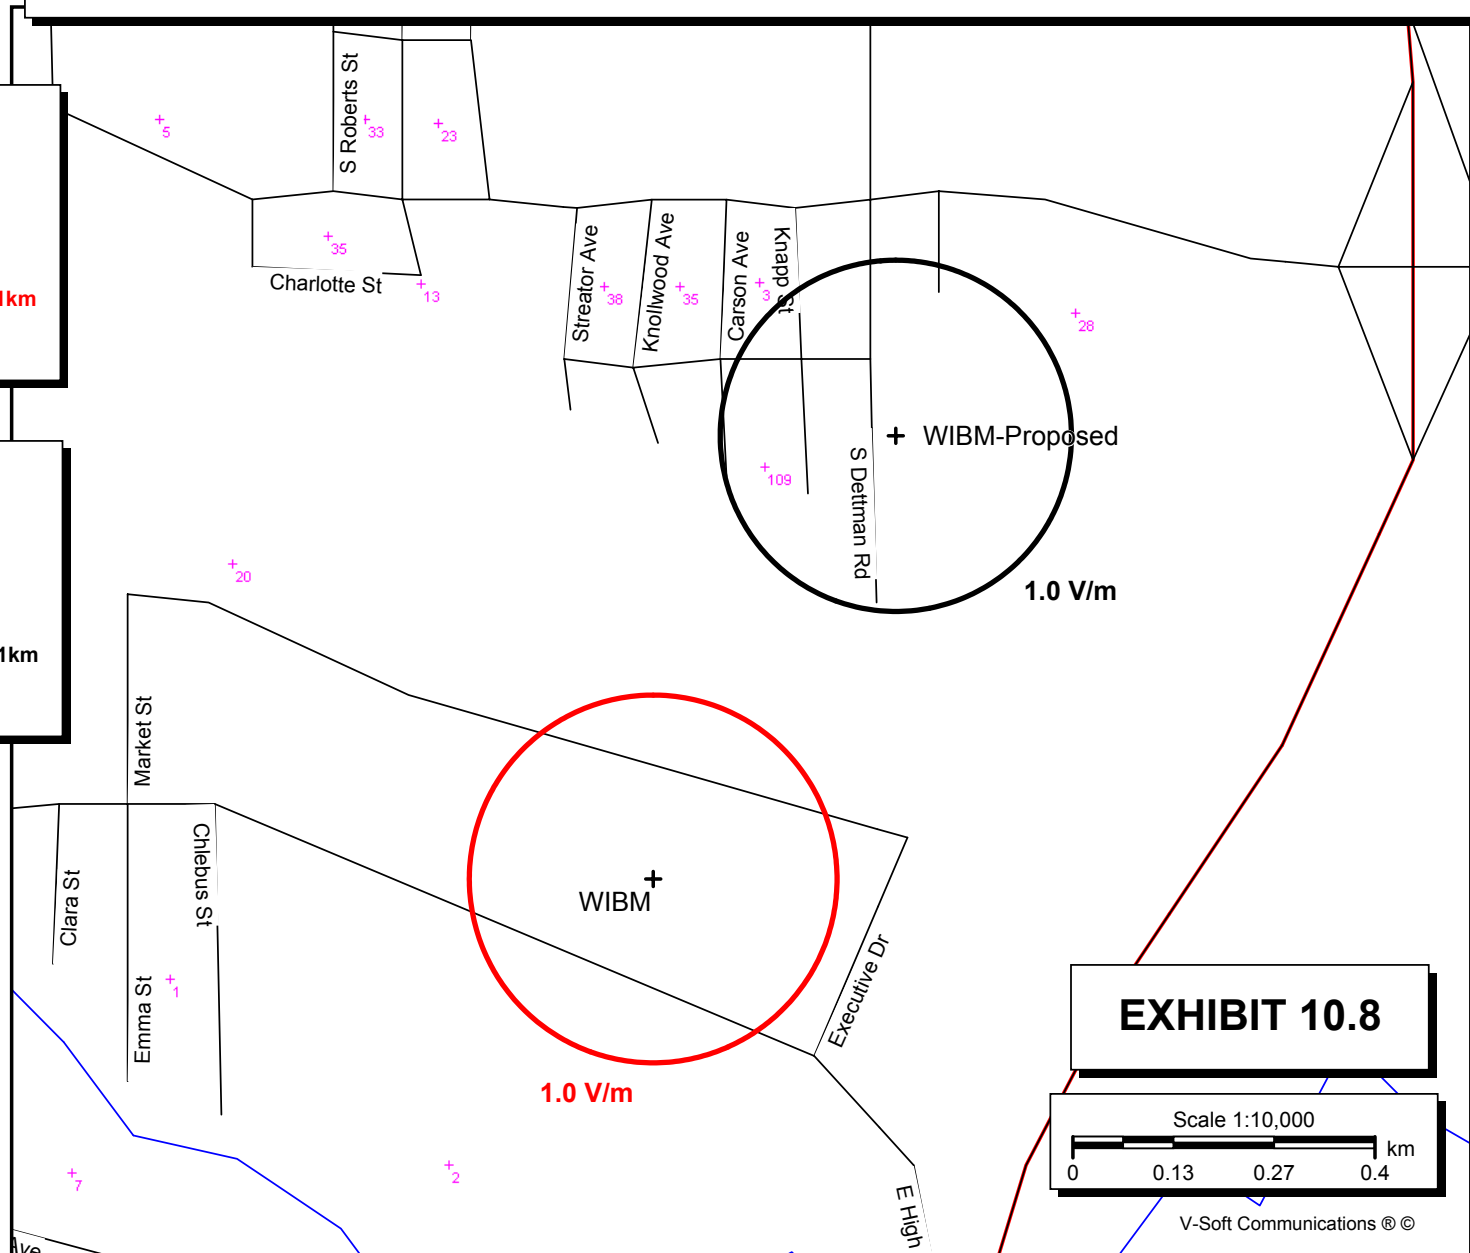 S Roberts St
5
33
23
35
Charlotte St
13
Streator Ave
38
Knollwood Ave
35
Carson Ave
3
Knapp St
28
1km
WIBM-Proposed
109
S Dettman Rd
20
1.0 V/m
1km
Market St
Chlebus St
Clara St
WIBM
Executive Dr
Emma St
1
1.0 V/m
EXHIBIT 10.8
Scale 1:10,000
km
0 0.13 0.27 0.4
7
2
E High
V-Soft Communications ® ©
Ave